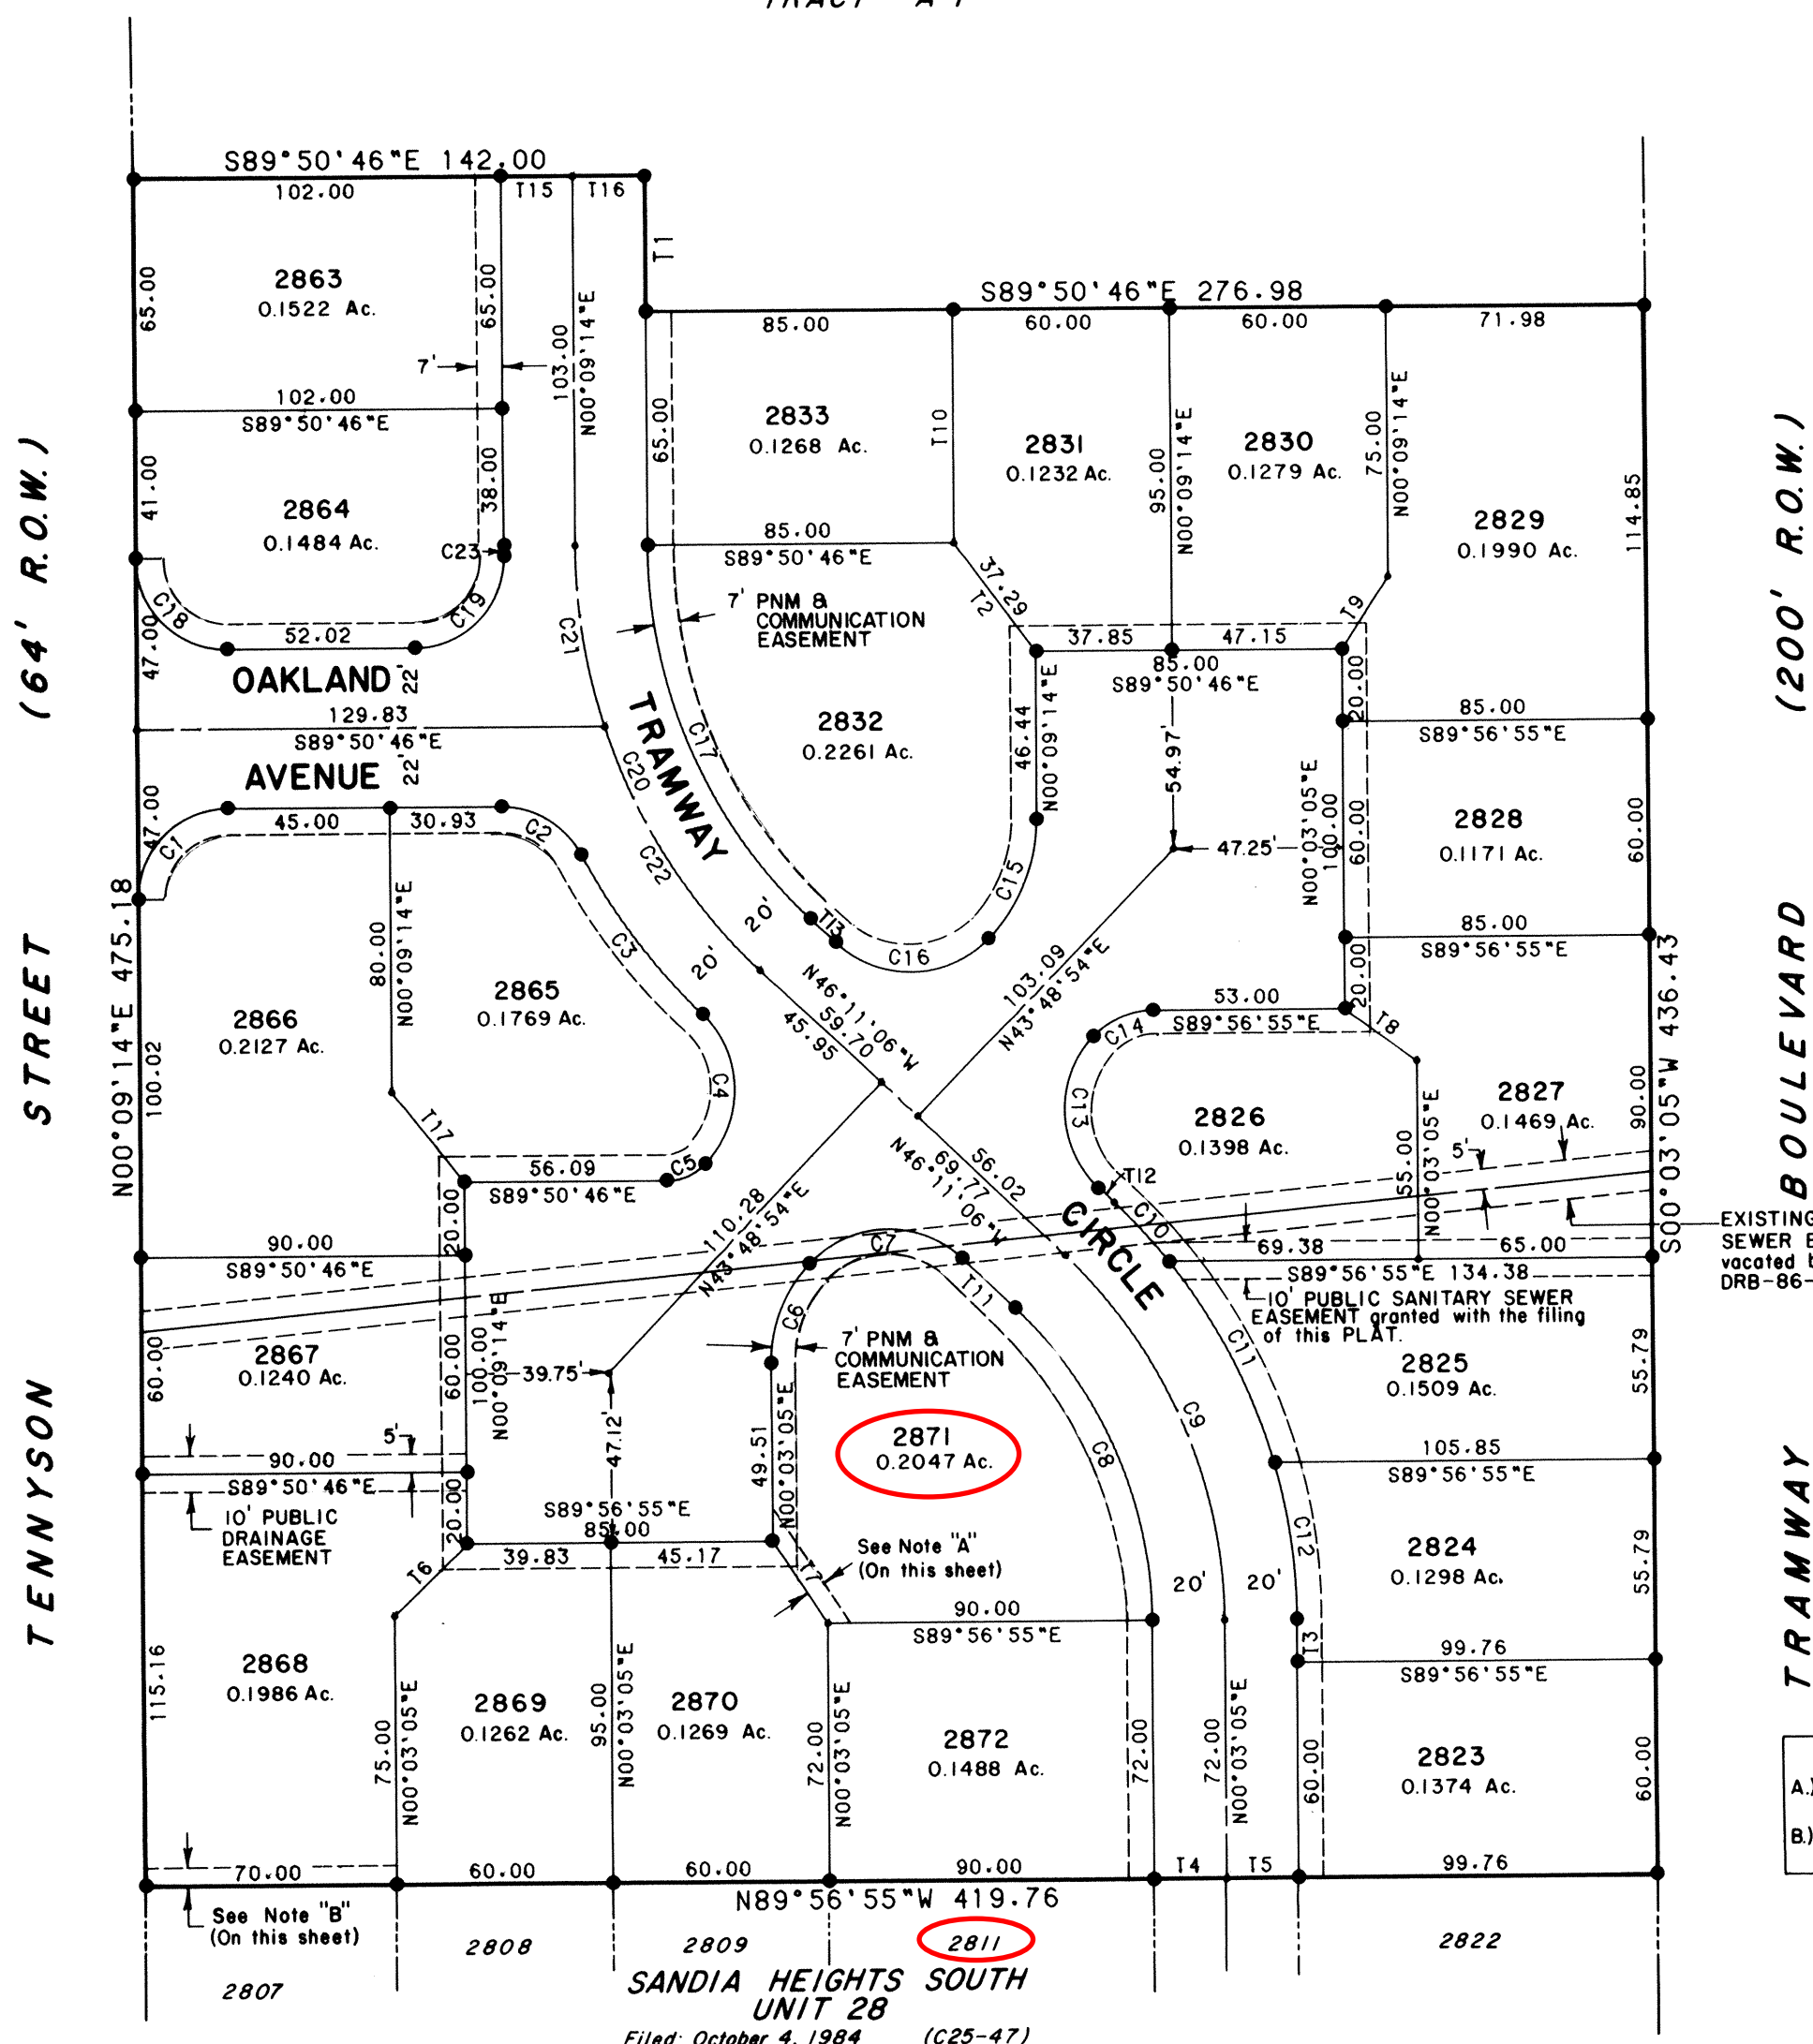 TRACT A-1
S89°50'46"E 142.00
102.00
T15
T16
T1
65.00
2863
0.1522 Ac.
65.00
7'
103.00
N00°09'14"E
102.00
S89°50'46"E
41.00
38.00
2864
0.1484 Ac.
C23
C18
C19
52.02
47.00
OAKLAND
22'
129.83
S89°50'46"E
AVENUE
22'
47.00
C21
C20
C22
S89°50'46"E 276.98
85.00
60.00
60.00
71.98
65.00
2833
0.1268 Ac.
T10
2831
0.1232 Ac.
95.00
N00°09'14"E
2830
0.1279 Ac.
75.00
N00°09'14"E
2829
0.1990 Ac.
114.85
85.00
S89°50'46"E
7' PNM &
COMMUNICATION
EASEMENT
37.29
T2
T9
37.85
47.15
85.00
S89°50'46"E
20.00
85.00
S89°56'55"E
TRAMWAY
C17
2832
0.2261 Ac.
46.44
N00°09'14"E
54.97'
47.25'
N00°03'05"E
100.00
60.00
2828
0.1171 Ac.
60.00
C1
45.00
30.93
C2
C3
20'
20'
T13
C16
C15
103.09
N43°48'54"E
85.00
S89°56'55"E
20.00
(64' R.O.W.)
STREET
TENNYSON
N00°09'14"E 475.18
100.02
80.00
N00°09'14"E
2866
0.2127 Ac.
2865
0.1769 Ac.
C4
N46°11'06"W
59.70
45.95
53.00
S89°56'55"E
C14
T8
C13
2826
0.1398 Ac.
2827
0.1469 Ac.
5'
55.00
N00°03'05"E
90.00
S00°03'05"W 436.43
(200' R.O.W.)
BOULEVARD
TRAMWAY
T17
56.09
S89°50'46"E
C5
20.00
110.28
N43°48'54"E
56.02
69.77
N46°11'06"W
T12
C10
CIRCLE
90.00
S89°50'46"E
C7
69.38
65.00
S89°56'55"E 134.38
10' PUBLIC SANITARY SEWER
EASEMENT granted with the filing
of this PLAT.
EXISTING
SEWER E
vacated b
DRB-86-
60.00
2867
0.1240 Ac.
60.00
100.00
N00°09'14"E
39.75'
47.12'
C6
T11
7' PNM &
COMMUNICATION
EASEMENT
C11
C9
C8
2825
0.1509 Ac.
55.79
49.51
N00°03'05"E
2871
0.2047 Ac.
105.85
S89°56'55"E
5'
90.00
S89°50'46"E
10' PUBLIC
DRAINAGE
EASEMENT
20.00
S89°56'55"E
85.00
39.83
45.17
See Note "A"
(On this sheet)
T7
T6
C12
2824
0.1298 Ac.
55.79
20'
20'
90.00
S89°56'55"E
T3
99.76
S89°56'55"E
115.16
2868
0.1986 Ac.
75.00
N00°03'05"E
2869
0.1262 Ac.
95.00
N00°03'05"E
2870
0.1269 Ac.
72.00
N00°03'05"E
2872
0.1488 Ac.
72.00
72.00
N00°03'05"E
60.00
2823
0.1374 Ac.
60.00
A.)
B.)
70.00
60.00
60.00
90.00
T4
T5
99.76
N89°56'55"W 419.76
See Note "B"
(On this sheet)
2807
2808
2809
2811
2822
SANDIA HEIGHTS SOUTH
UNIT 28
Filed: October 4, 1984 (C25-47)